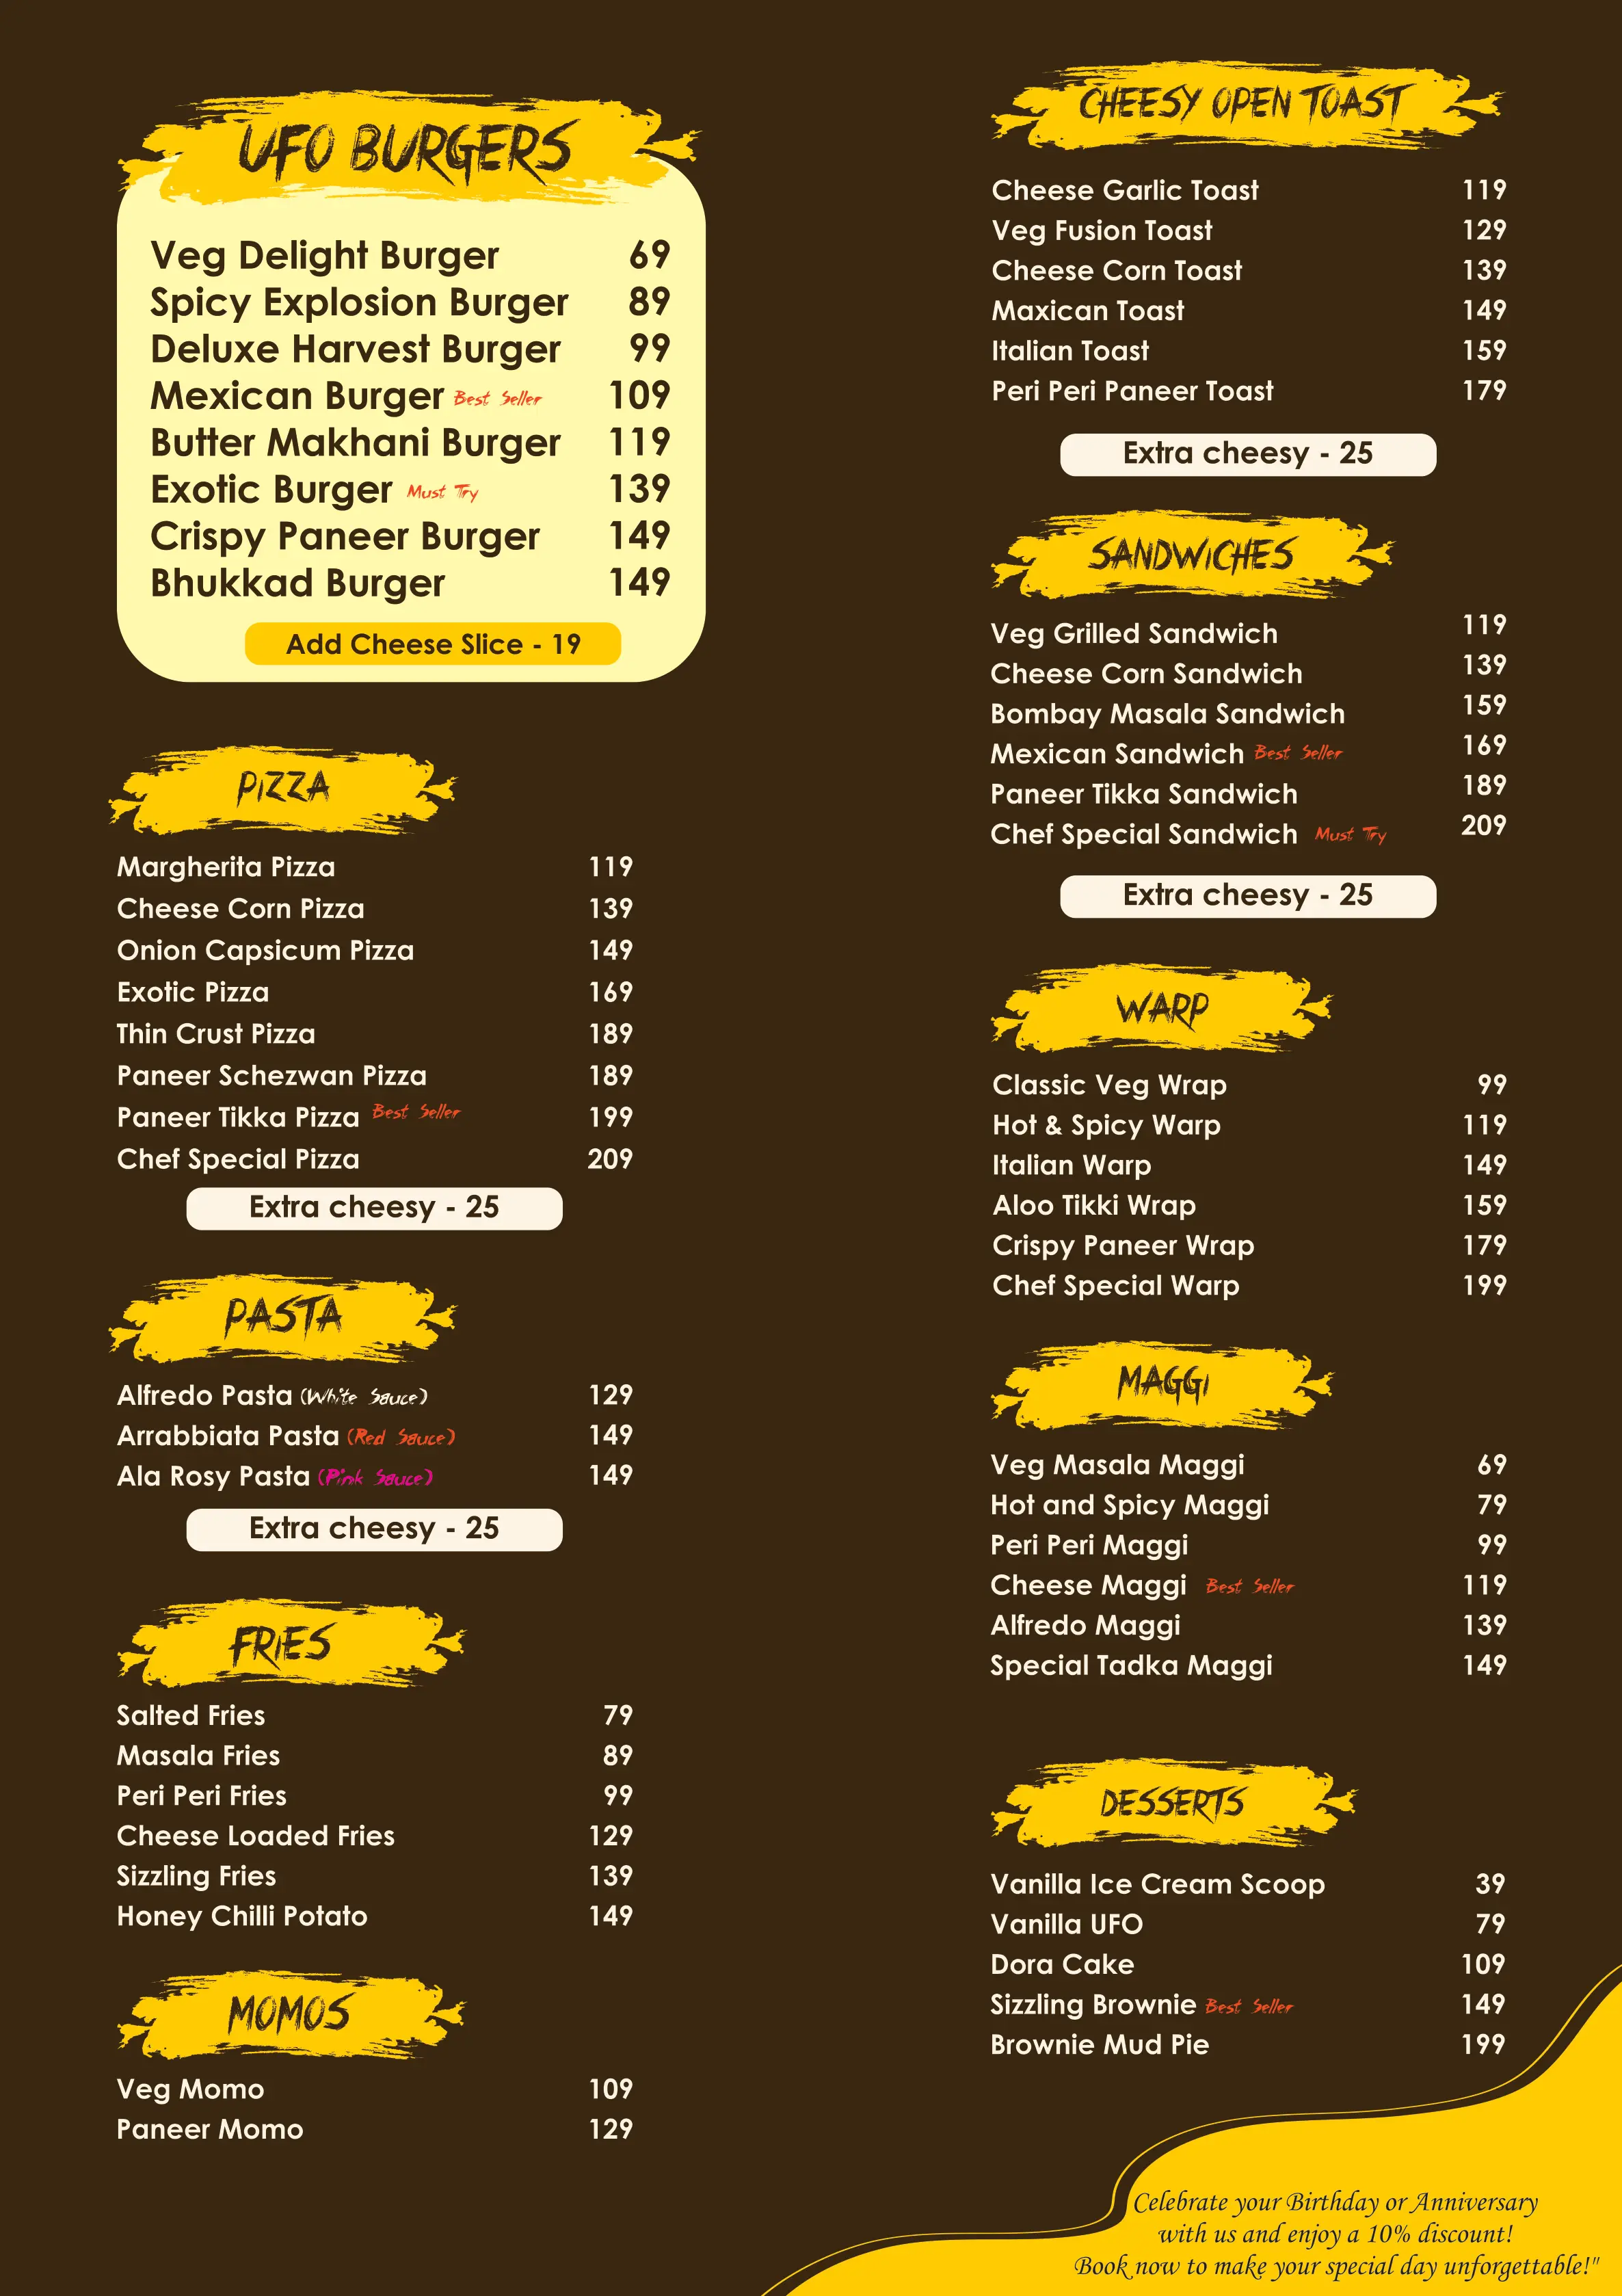 UFO BURGERS
Veg Delight Burger 69
Spicy Explosion Burger 89
Deluxe Harvest Burger 99
Mexican Burger Best Seller 109
Butter Makhani Burger 119
Exotic Burger Must Try 139
Crispy Paneer Burger 149
Bhukkad Burger 149
Add Cheese Slice - 19
PIZZA
Margherita Pizza 119
Cheese Corn Pizza 139
Onion Capsicum Pizza 149
Exotic Pizza 169
Thin Crust Pizza 189
Paneer Schezwan Pizza 189
Paneer Tikka Pizza Best Seller 199
Chef Special Pizza 209
Extra cheesy - 25
PASTA
Alfredo Pasta (White Sauce) 129
Arrabbiata Pasta (Red Sauce) 149
Ala Rosy Pasta (Pink Sauce) 149
Extra cheesy - 25
FRIES
Salted Fries 79
Masala Fries 89
Peri Peri Fries 99
Cheese Loaded Fries 129
Sizzling Fries 139
Honey Chilli Potato 149
MOMOS
Veg Momo 109
Paneer Momo 129
CHEESY OPEN TOAST
Cheese Garlic Toast 119
Veg Fusion Toast 129
Cheese Corn Toast 139
Maxican Toast 149
Italian Toast 159
Peri Peri Paneer Toast 179
Extra cheesy - 25
SANDWICHES
Veg Grilled Sandwich 119
Cheese Corn Sandwich 139
Bombay Masala Sandwich 159
Mexican Sandwich Best Seller 169
Paneer Tikka Sandwich 189
Chef Special Sandwich Must Try 209
Extra cheesy - 25
WARP
Classic Veg Wrap 99
Hot & Spicy Warp 119
Italian Warp 149
Aloo Tikki Wrap 159
Crispy Paneer Wrap 179
Chef Special Warp 199
MAGGI
Veg Masala Maggi 69
Hot and Spicy Maggi 79
Peri Peri Maggi 99
Cheese Maggi Best Seller 119
Alfredo Maggi 139
Special Tadka Maggi 149
DESSERTS
Vanilla Ice Cream Scoop 39
Vanilla UFO 79
Dora Cake 109
Sizzling Brownie Best Seller 149
Brownie Mud Pie 199
Celebrate your Birthday or Anniversary
with us and enjoy a 10% discount!
Book now to make your special day unforgettable!"